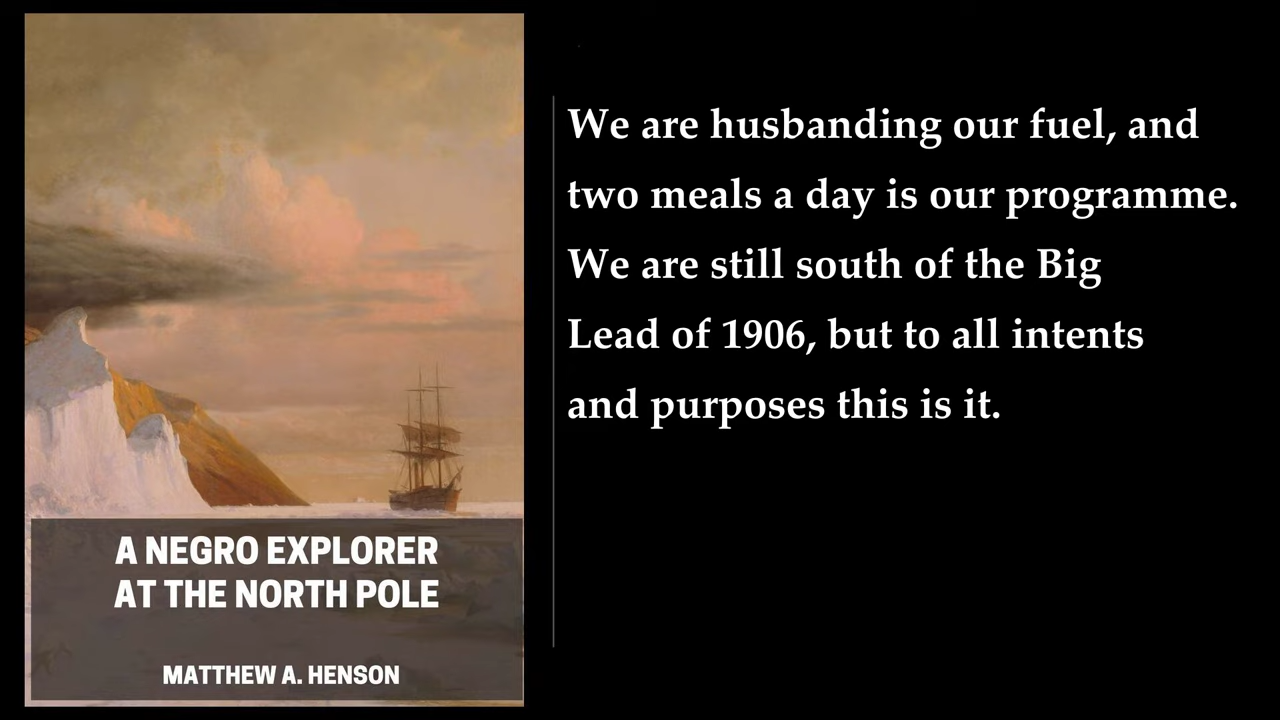 A NEGRO EXPLORER
AT THE NORTH POLE
MATTHEW A. HENSON
We are husbanding our fuel, and
two meals a day is our programme.
We are still south of the Big
Lead of 1906, but to all intents
and purposes this is it.